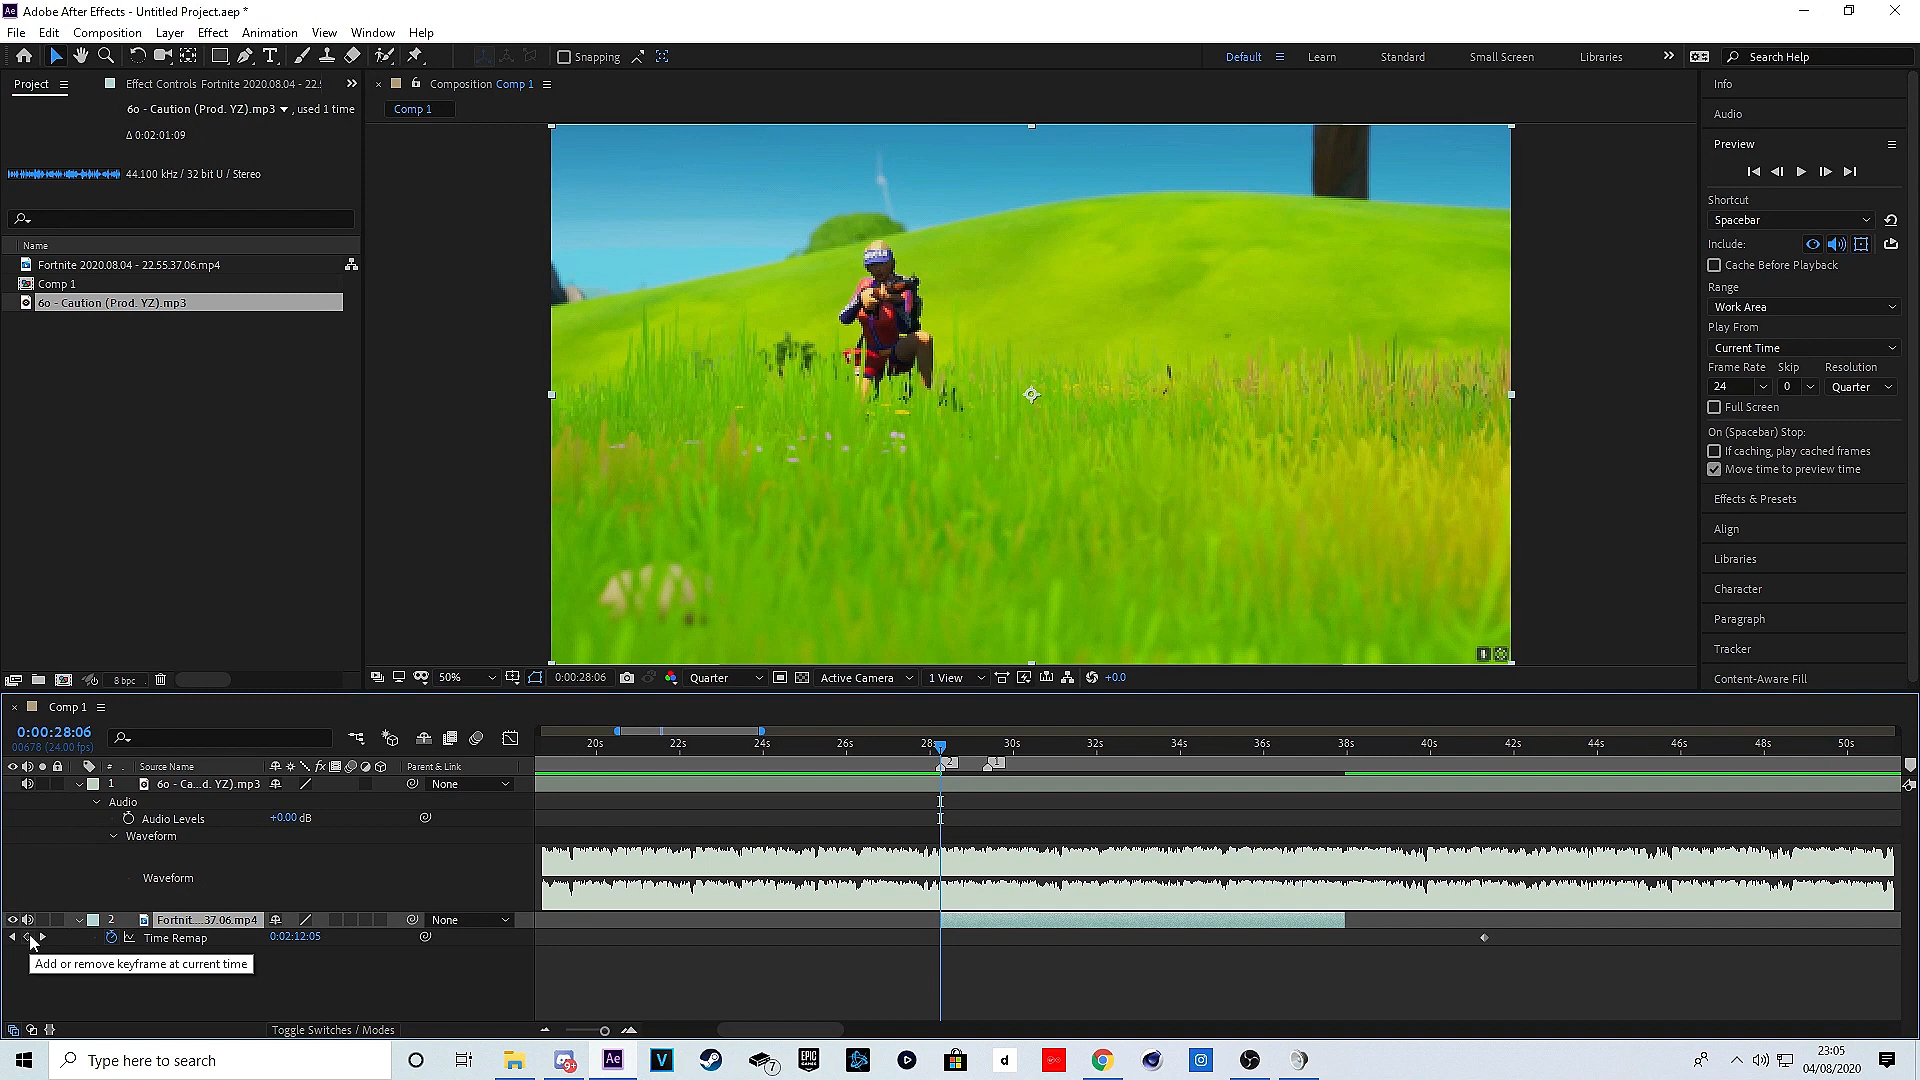 Adobe After Effects - Untitled Project.aep *
File Edit Composition Layer Effect Animation View Window Help
Snapping
Default Learn Standard Small Screen Libraries Search Help
Project
Effect Controls Fortnite 2020.08.04 - 22.
Composition Comp 1
Comp 1
6o - Caution (Prod. YZ).mp3 , used 1 time
Δ 0:02:01:09
44.100 kHz / 32 bit U / Stereo
Name
Fortnite 2020.08.04 - 22.55.37.06.mp4
Comp 1
6o - Caution (Prod. YZ).mp3
8 bpc
Info
Audio
Preview
Shortcut
Spacebar
Include:
Cache Before Playback
Range
Work Area
Play From
Current Time
Frame Rate Skip Resolution
24 0 Quarter
Full Screen
On (Spacebar) Stop:
If caching, play cached frames
Move time to preview time
Effects & Presets
Align
Libraries
Character
Paragraph
Tracker
Content-Aware Fill
50% 0:00:28:06 Quarter Active Camera 1 View +0.0
Comp 1
0:00:28:06
00678 (24.00 fps)
20s 22s 24s 26s 28s 30s 32s 34s 36s 38s 40s 42s 44s 46s 48s 50s
# Source Name fx Parent & Link
2 1
1 6o - Ca...d. YZ).mp3 None
Audio
Audio Levels +0.00 dB
Waveform
Waveform
2 Fortnit....37.06.mp4 None
Time Remap 0:02:12:05
Add or remove keyframe at current time
Toggle Switches / Modes
Type here to search
Ae
V
9+
EPIC GAMES
7
d
23:05
04/08/2020